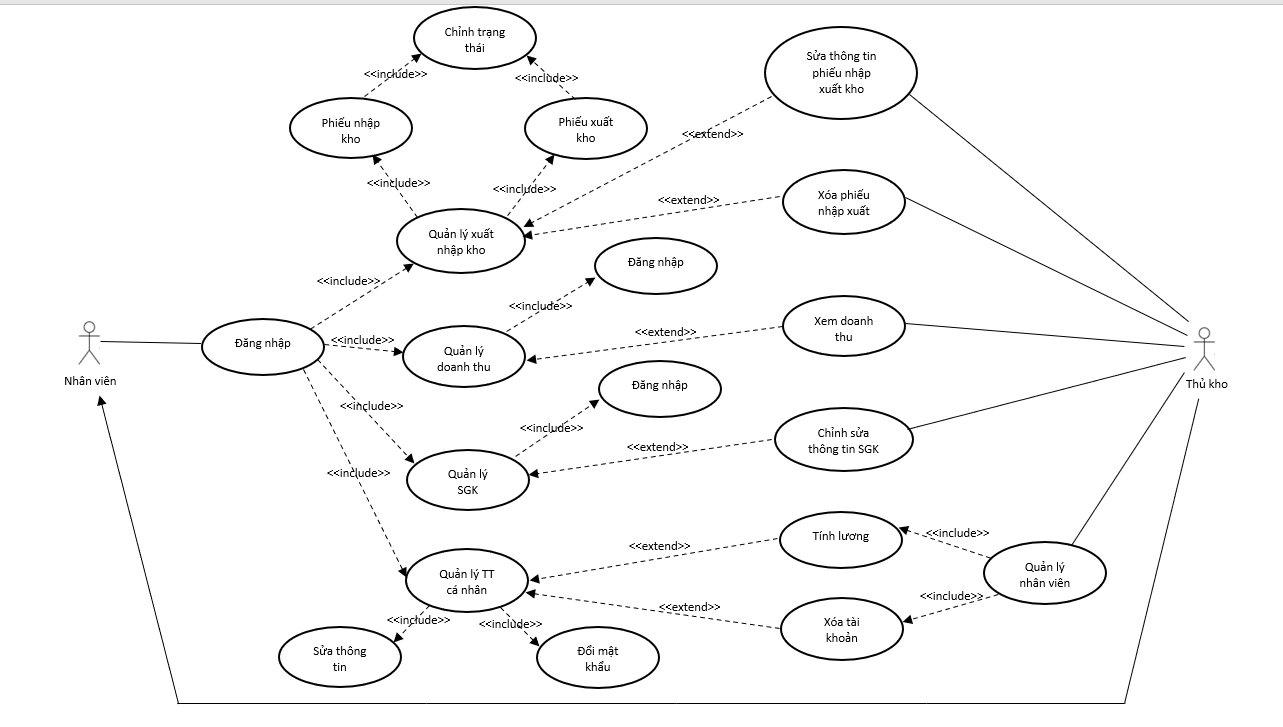 Chỉnh trạng
thái
Sửa thông tin
phiếu nhập
xuất kho
<<include>>
<<include>>
Phiếu nhập
kho
Phiếu xuất
kho
<<extend>>
<<include>>
<<include>>
<<extend>>
Xóa phiếu
nhập xuất
Quản lý xuất
nhập kho
Đăng nhập
<<include>>
<<include>>
Xem doanh
thu
<<extend>>
Đăng nhập
<<include>>
Quản lý
doanh thu
Nhân viên
Thủ kho
Đăng nhập
<<include>>
<<include>>
Chỉnh sửa
thông tin SGK
<<extend>>
<<include>>
Quản lý
SGK
Tính lương
<<include>>
<<extend>>
Quản lý
nhân viên
Quản lý TT
cá nhân
<<include>>
<<extend>>
<<include>>
<<include>>
Xóa tài
khoản
Sửa thông
tin
Đổi mật
khẩu